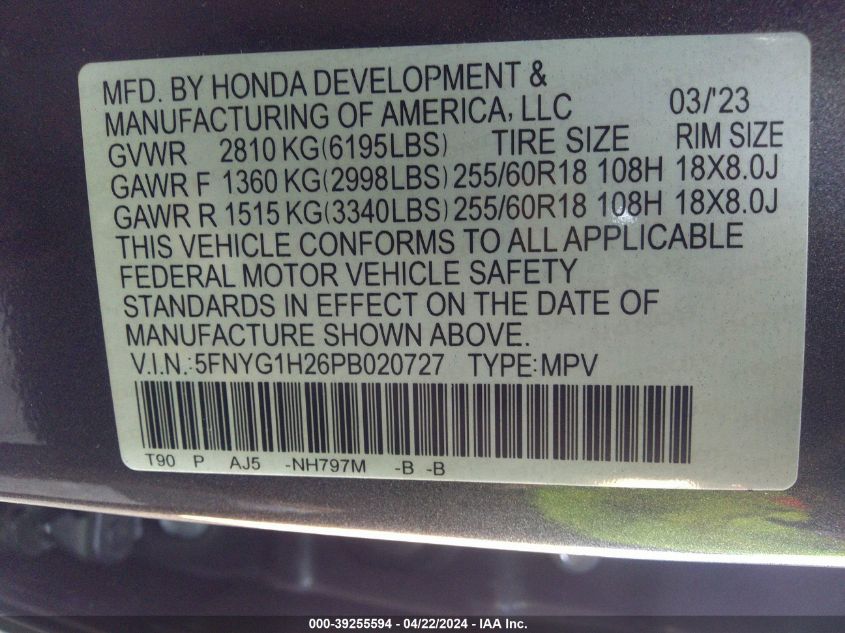 MFD. BY HONDA DEVELOPMENT &
MANUFACTURING OF AMERICA, LLC 03/'23
GVWR 2810 KG(6195LBS) TIRE SIZE RIM SIZE
GAWR F 1360 KG(2998LBS) 255/60R18 108H 18X8.0J
GAWR R 1515 KG(3340LBS) 255/60R18 108H 18X8.0J
THIS VEHICLE CONFORMS TO ALL APPLICABLE
FEDERAL MOTOR VEHICLE SAFETY
STANDARDS IN EFFECT ON THE DATE OF
MANUFACTURE SHOWN ABOVE.
V.I.N.:5FNYG1H26PB020727 TYPE:MPV
T90 P AJ5 -NH797M -B -B
000-39255594 - 04/22/2024 - IAA Inc.